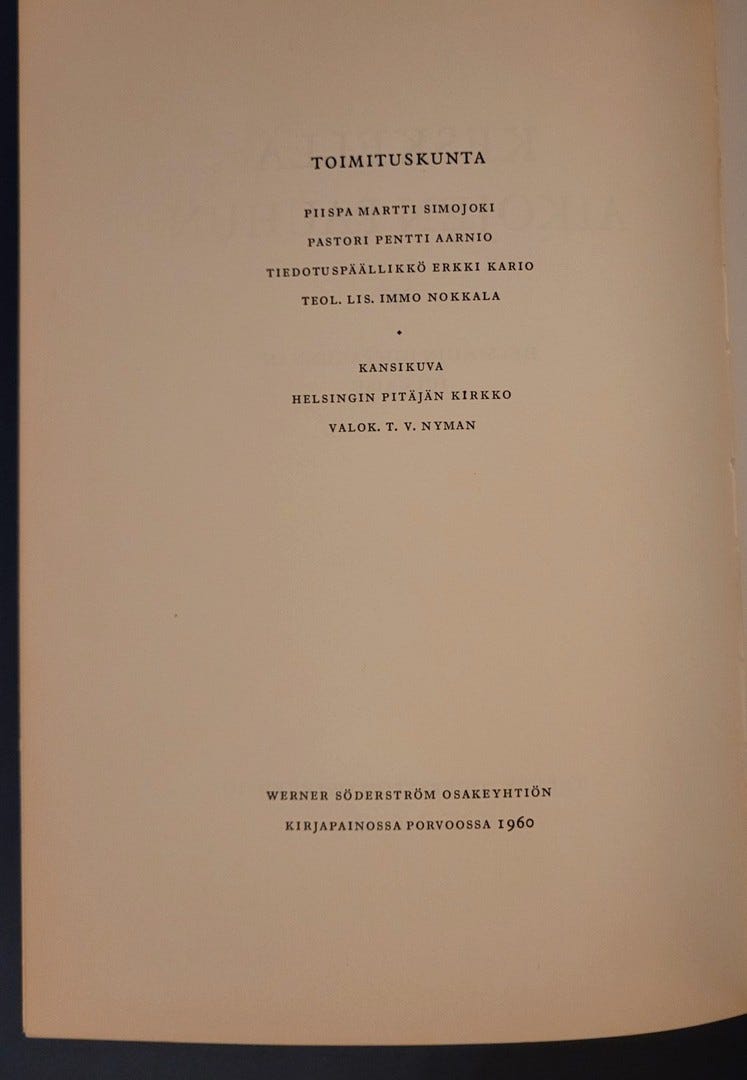 TOIMITUSKUNTA
PIISPA MARTTI SIMOJOKI
PASTORI PENTTI AARNIO
TIEDOTUSPÄÄLLIKKÖ ERKKI KARIO
TEOL. LIS. IMMO NOKKALA
KANSIKUVA
HELSINGIN PITÄJÄN KIRKKO
VALOK. T. V. NYMAN
WERNER SÖDERSTRÖM OSAKEYHTIÖN
KIRJAPAINOSSA PORVOOSSA 1960